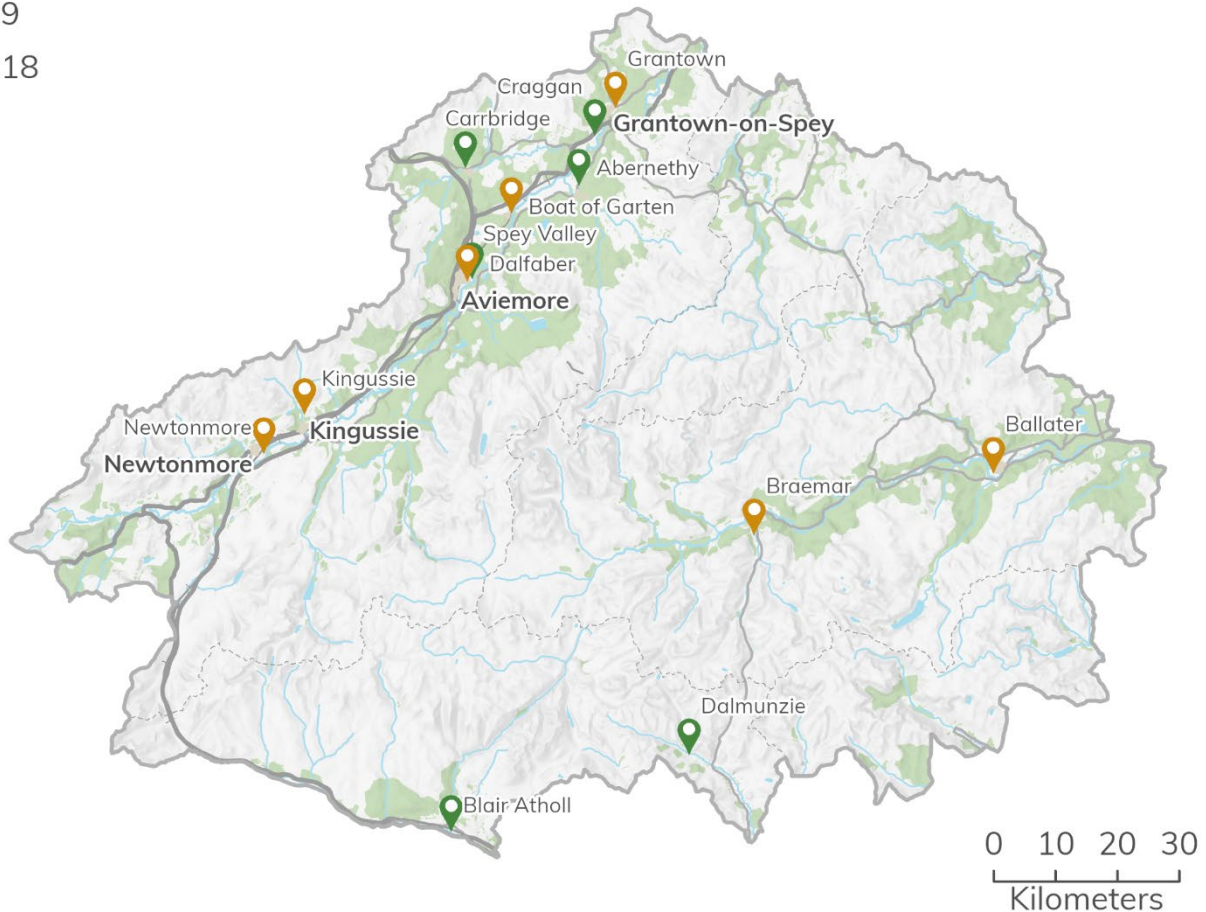 9
18
Grantown
Craggan
Carrbridge
Grantown-on-Spey
Abernethy
Boat of Garten
Spey Valley
Dalfaber
Aviemore
Kingussie
Newtonmore
Kingussie
Newtonmore
Ballater
Braemar
Dalmunzie
Blair Atholl
0 10 20 30
Kilometers